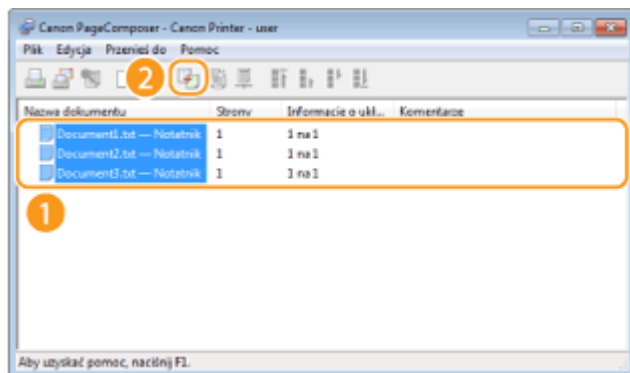 Canon PageComposer - Canon Printer - user
Plik Edycja Przenieś do Pomoc
2
Nazwa dokumentu Strony Informacje o ukł... Komentarze
Document1.txt — Notatnik 1 1 na 1
Document2.txt — Notatnik 1 1 na 1
Document3.txt — Notatnik 1 1 na 1
1
Aby uzyskać pomoc, naciśnij F1.